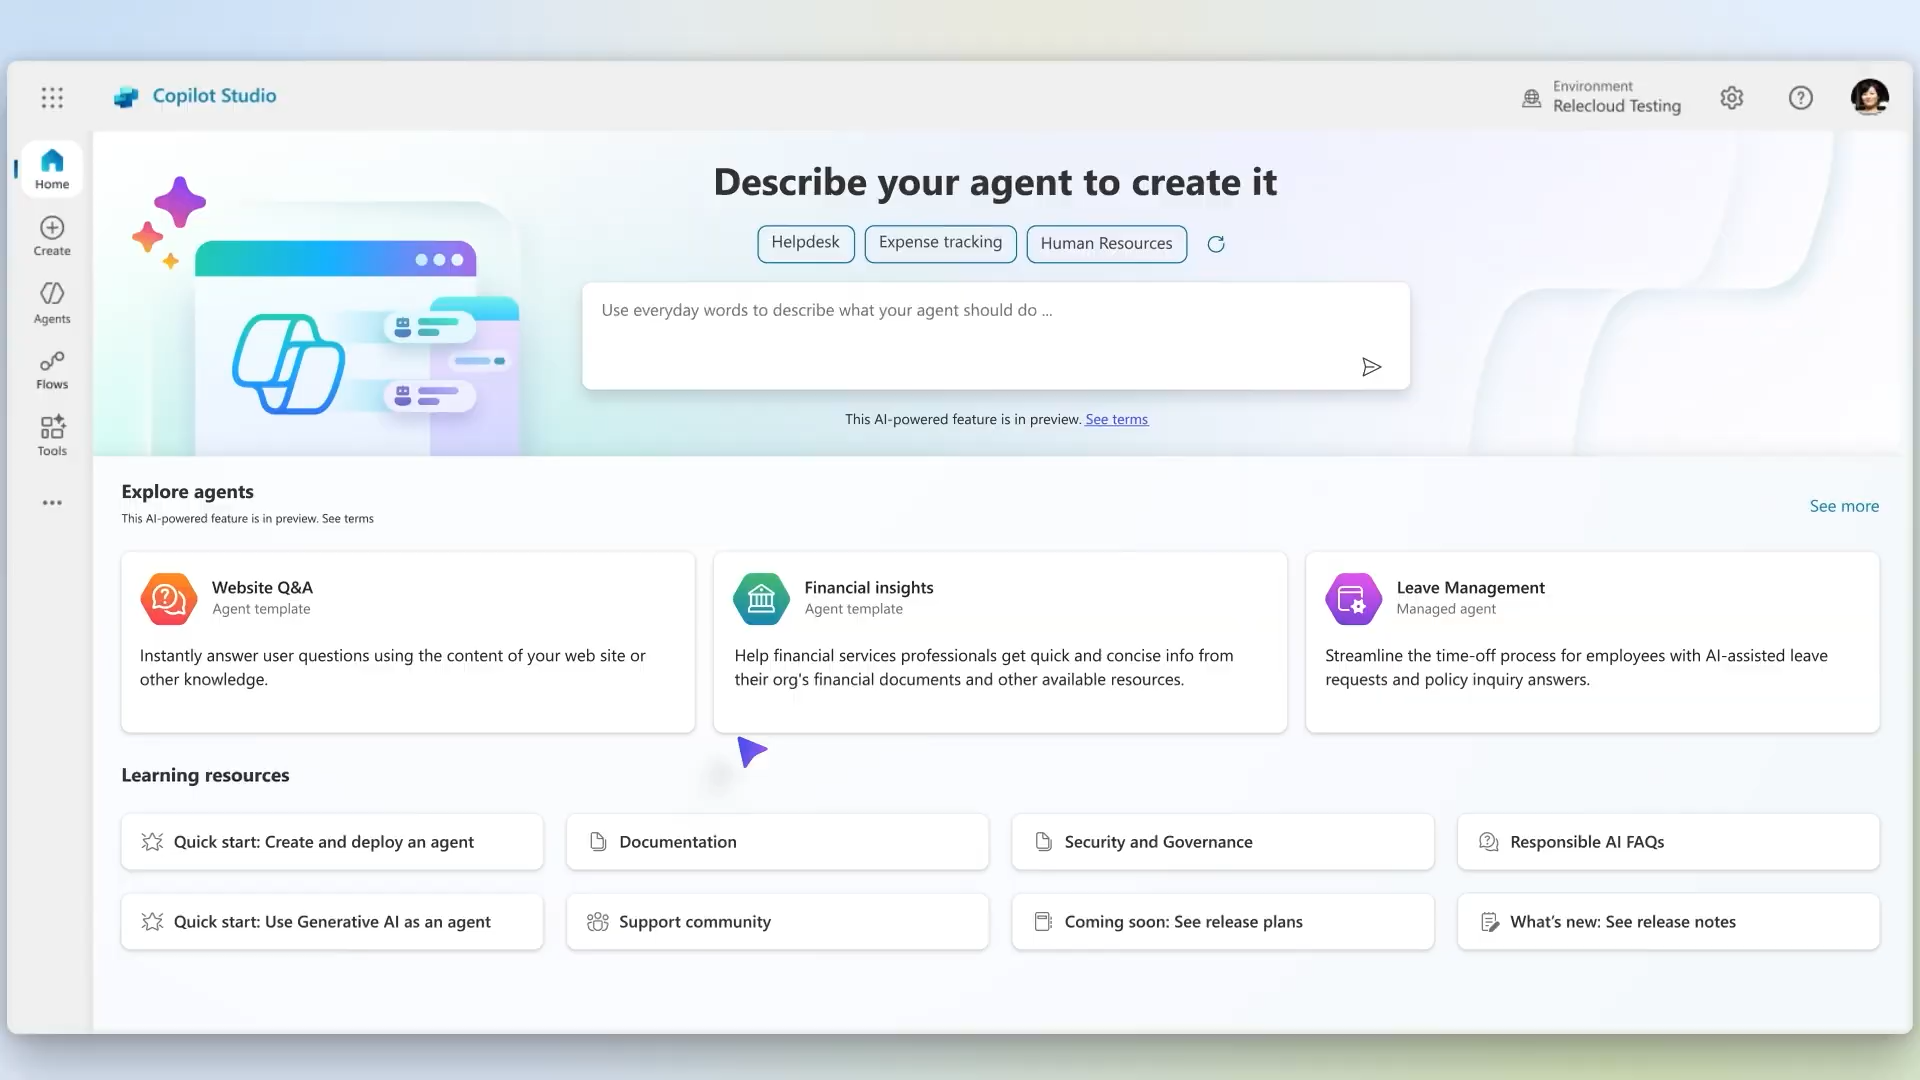 Copilot Studio
Environment
Relecloud Testing
Home
Create
Agents
Flows
Tools
Describe your agent to create it
Helpdesk
Expense tracking
Human Resources
Use everyday words to describe what your agent should do ...
This AI-powered feature is in preview. See terms
Explore agents
This AI-powered feature is in preview. See terms
See more
Website Q&A
Agent template
Instantly answer user questions using the content of your web site or
other knowledge.
Financial insights
Agent template
Help financial services professionals get quick and concise info from
their org's financial documents and other available resources.
Leave Management
Managed agent
Streamline the time-off process for employees with AI-assisted leave
requests and policy inquiry answers.
Learning resources
Quick start: Create and deploy an agent
Documentation
Security and Governance
Responsible AI FAQs
Quick start: Use Generative AI as an agent
Support community
Coming soon: See release plans
What's new: See release notes